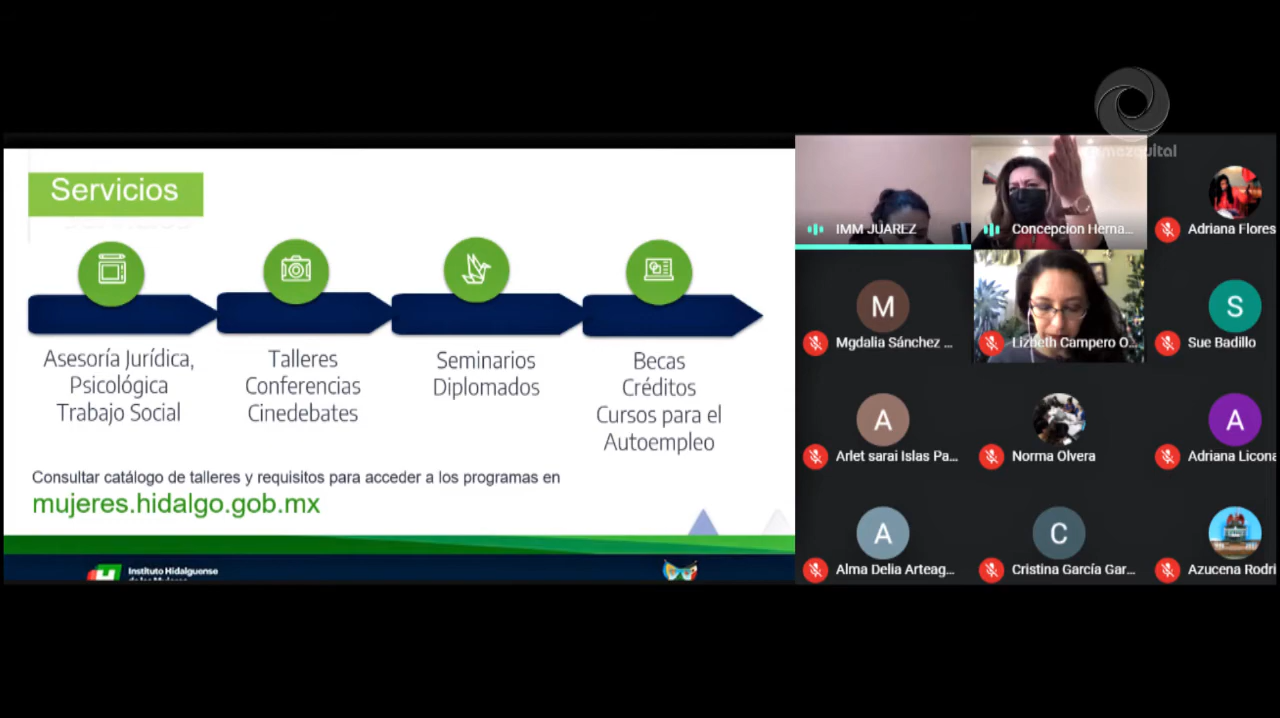 Servicios
Asesoría Jurídica,
Psicológica
Trabajo Social
Talleres
Conferencias
Cinedebates
Seminarios
Diplomados
Becas
Créditos
Cursos para el
Autoempleo
Consultar catálogo de talleres y requisitos para acceder a los programas en
mujeres.hidalgo.gob.mx
Instituto Hidalguense
de las Mujeres
IMM JUAREZ
Concepcion Herna...
Adriana Flores
M
Mgdalia Sánchez ...
Lizbeth Campero O...
S
Sue Badillo
A
Arlet sarai Islas Pa...
Norma Olvera
A
Adriana Licona
A
Alma Delia Arteag...
C
Cristina García Gar...
Azucena Rodri